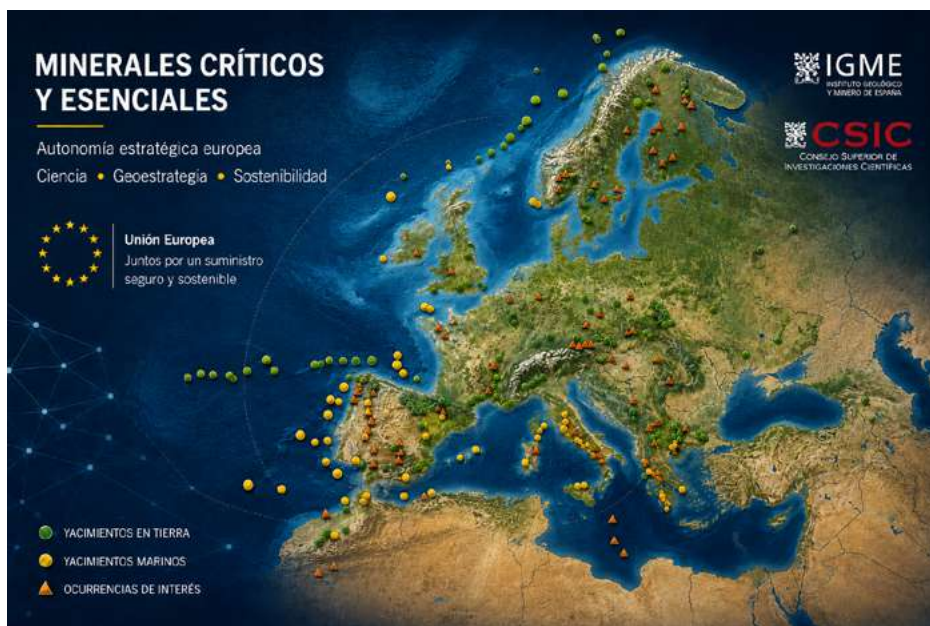 MINERALES CRÍTICOS
Y ESENCIALES
Autonomía estratégica europea
Ciencia • Geoestrategia • Sostenibilidad
Unión Europea
Juntos por un suministro
seguro y sostenible
IGME
INSTITUTO GEOLÓGICO
Y MINERO DE ESPAÑA
CSIC
CONSEJO SUPERIOR DE
INVESTIGACIONES CIENTÍFICAS
YACIMIENTOS EN TIERRA
YACIMIENTOS MARINOS
OCURRENCIAS DE INTERÉS